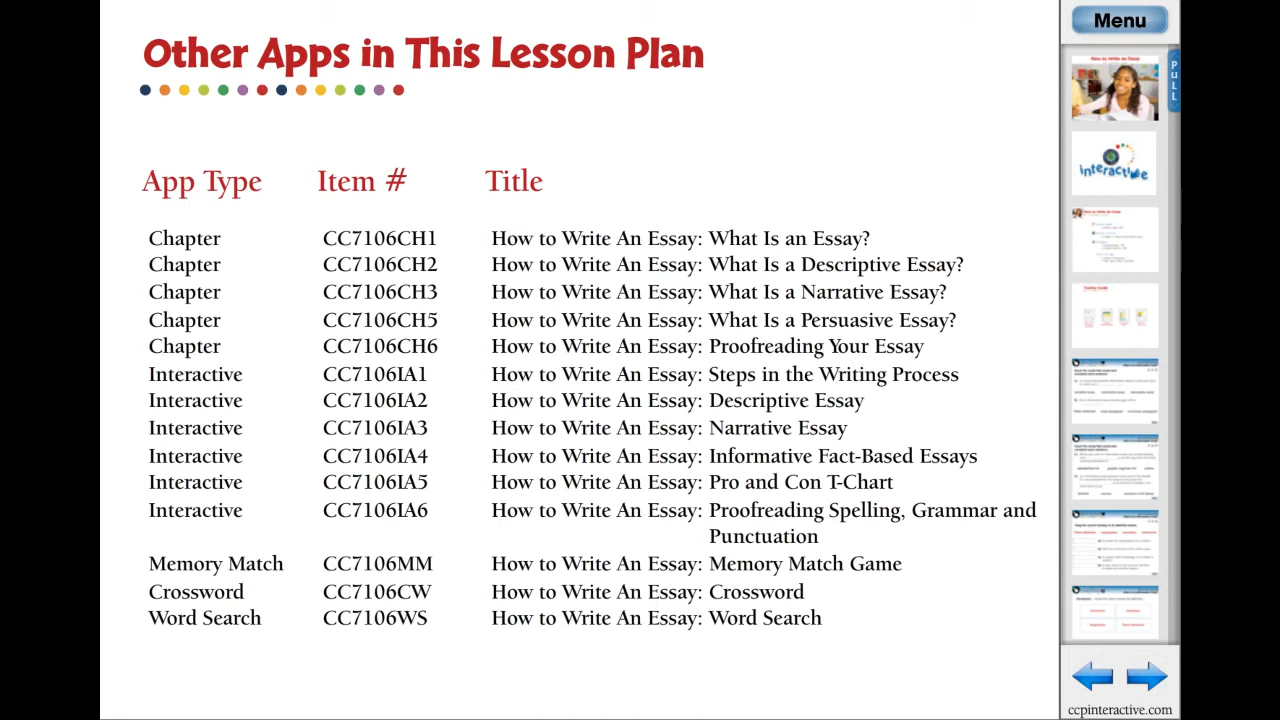 Other Apps in This Lesson Plan
App Type Item # Title
Chapter CC7106CH1 How to Write An Essay: What Is an Essay?
Chapter CC7106CH2 How to Write An Essay: What Is a Descriptive Essay?
Chapter CC7106CH3 How to Write An Essay: What Is a Narrative Essay?
Chapter CC7106CH5 How to Write An Essay: What Is a Persuasive Essay?
Chapter CC7106CH6 How to Write An Essay: Proofreading Your Essay
Interactive CC7106IA1 How to Write An Essay: Steps in the Writing Process
Interactive CC7106IA2 How to Write An Essay: Descriptive Essay
Interactive CC7106IA3 How to Write An Essay: Narrative Essay
Interactive CC7106IA4 How to Write An Essay: Informative Fact-Based Essays
Interactive CC7106IA5 How to Write An Essay: Pro and Con T-Chart
Interactive CC7106IA6 How to Write An Essay: Proofreading Spelling, Grammar and
Punctuation
Memory Match How to Write An Essay: Memory Match Game
Crossword CC7106CW How to Write An Essay: Crossword
Word Search CC7106WS How to Write An Essay: Word Search
Menu
PULL
How to Write An Essay
interactive
ccpinteractive.com